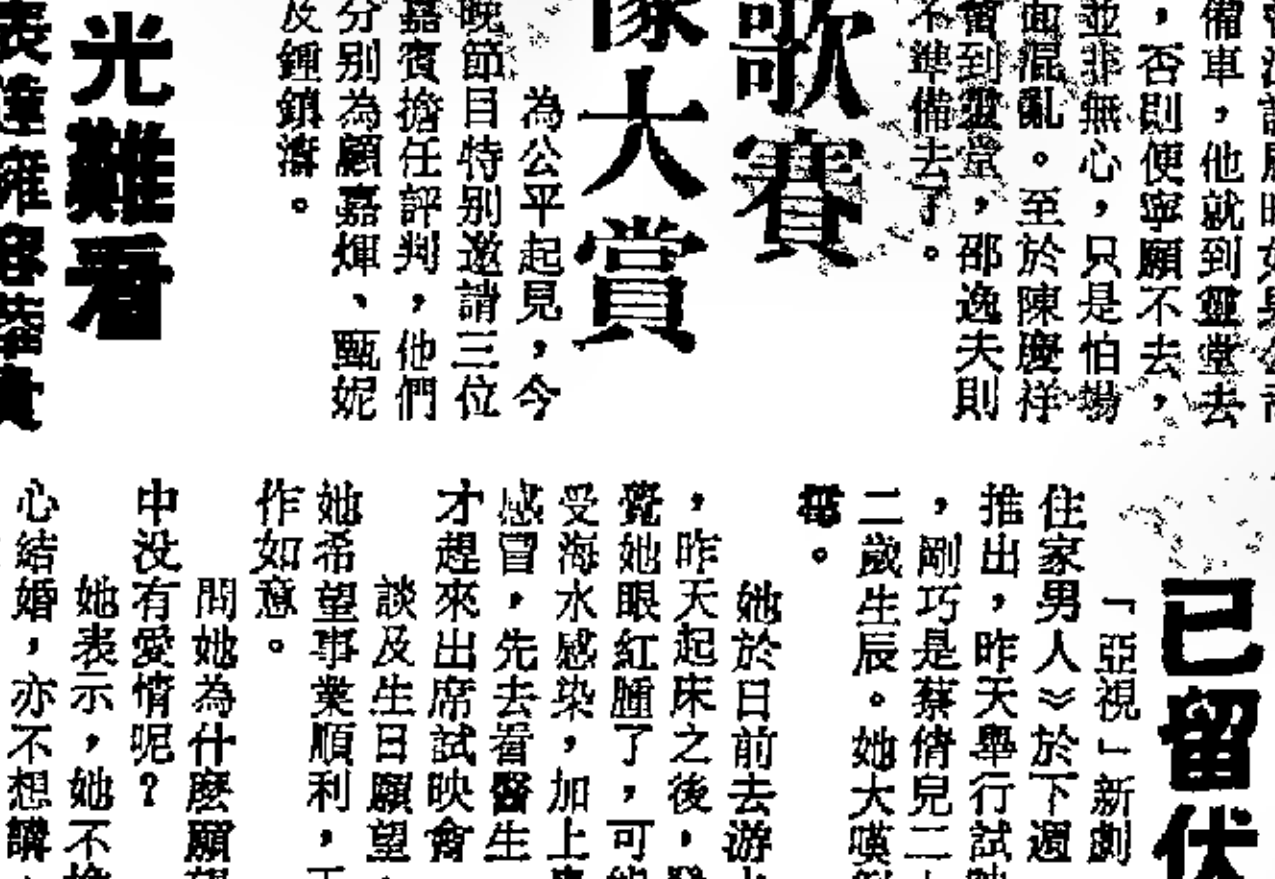 備車，他就到靈堂去
，否則便寧願不去，
並非無心，只是怕場
面混亂。至於陳慶祥
會到靈堂，邵逸夫則
不準備去了。
歌賽
像大賞
為公平起見，今
晚節目特別邀請三位
嘉賓擔任評判，他們
分別為顧嘉煇、甄妮
及鍾鎮濤。
光難看
已留伏
「亞視」新劇
住家男人》於下週
推出，昨天舉行試
，剛巧是蔡倩兒二
二歲生辰。她大嘆
她於日前去游
，昨天起床之後，
覺她眼紅腫了，可
受海水感染，加上
感冒，先去看醫生
才趕來出席試映會
談及生日願望
她希望事業順利，
作如意。
問她為什麼願
中没有愛情呢？
她表示，她不
心結婚，亦不想講